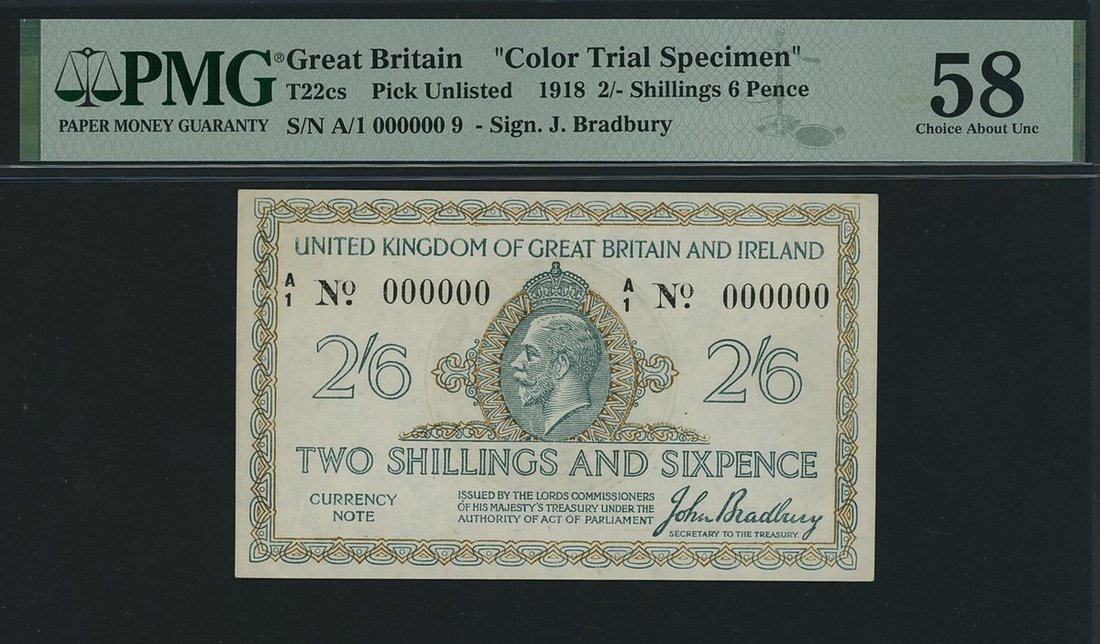 PMG® Great Britain "Color Trial Specimen" 58
T22cs Pick Unlisted 1918 2/- Shillings 6 Pence
PAPER MONEY GUARANTY S/N A/1 000000 9 - Sign. J. Bradbury Choice About Unc
UNITED KINGDOM OF GREAT BRITAIN AND IRELAND
A/1 No. 000000 A/1 No. 000000
2/6 2/6
TWO SHILLINGS AND SIXPENCE
CURRENCY NOTE
ISSUED BY THE LORDS COMMISSIONERS
OF HIS MAJESTY'S TREASURY UNDER THE
AUTHORITY OF ACT OF PARLIAMENT
John Bradbury
SECRETARY TO THE TREASURY.